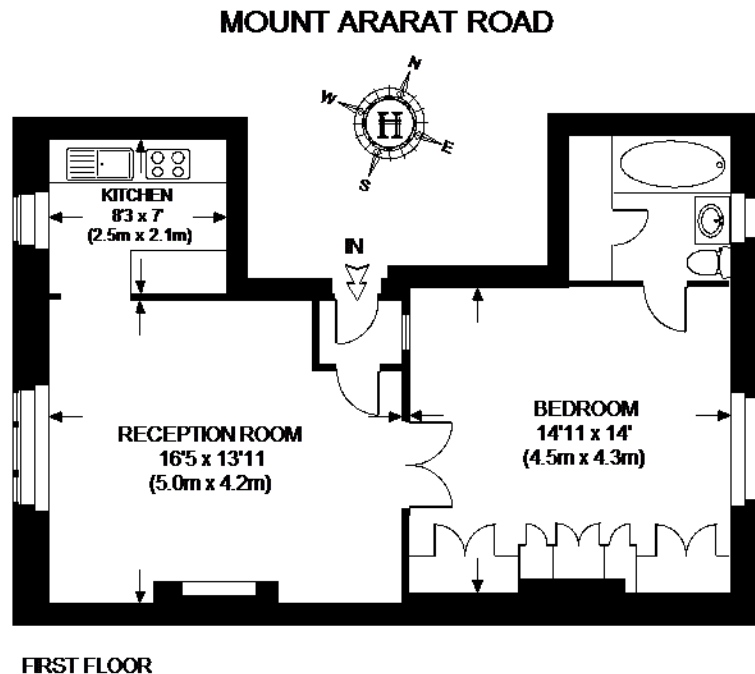 MOUNT ARARAT ROAD
N
W
H
E
S
KITCHEN
8'3 x 7'
(2.5m x 2.1m)
IN
RECEPTION ROOM
16'5 x 13'11
(5.0m x 4.2m)
BEDROOM
14'11 x 14'
(4.5m x 4.3m)
FIRST FLOOR